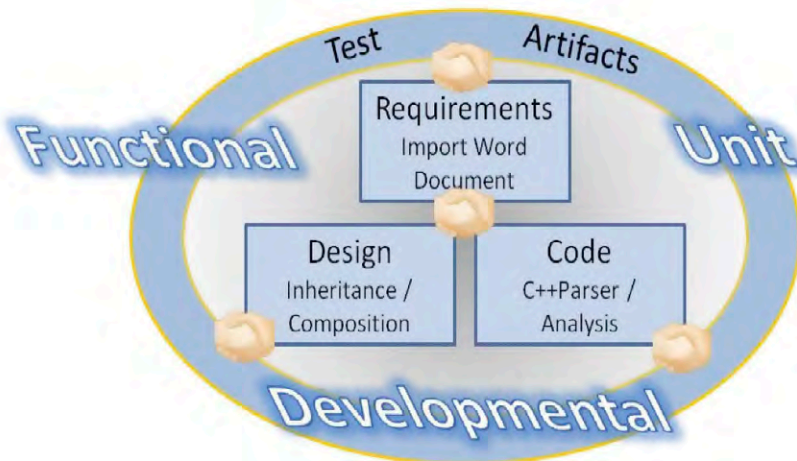 Test Artifacts
Functional
Unit
Requirements
Import Word
Document
Design
Inheritance /
Composition
Code
C++Parser /
Analysis
Developmental